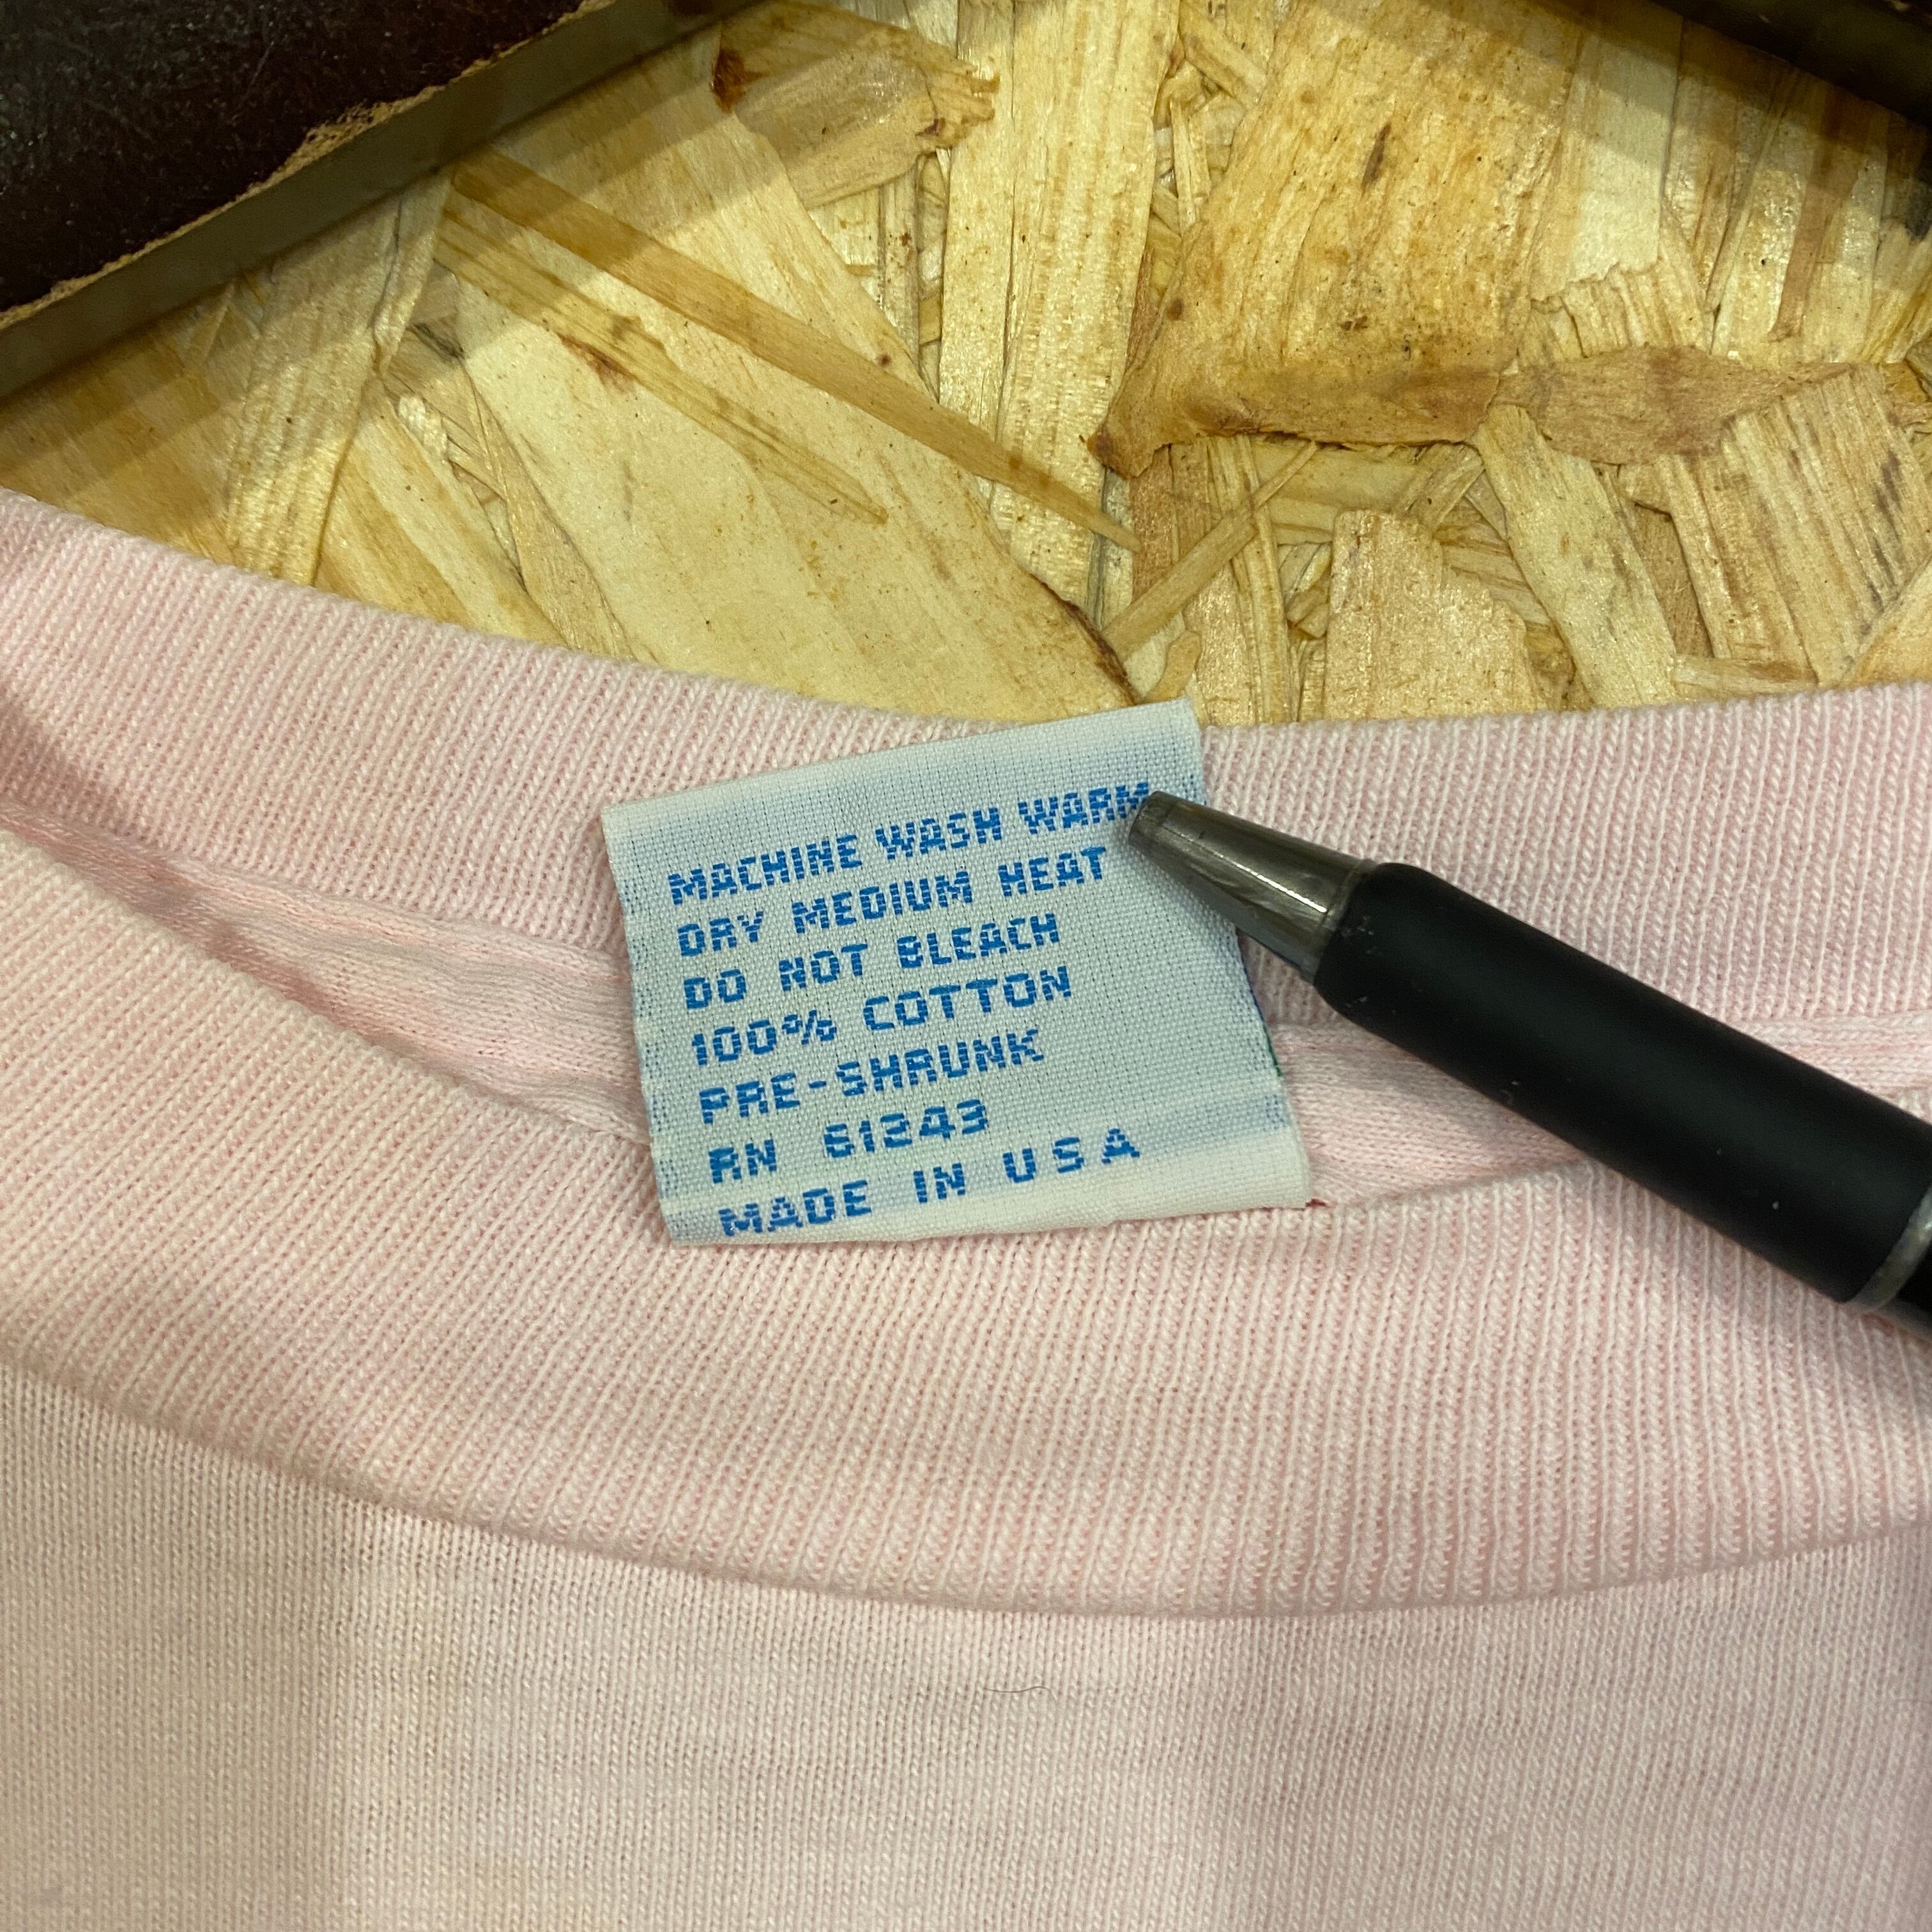 MACHINE WASH WARM
DRY MEDIUM HEAT
DO NOT BLEACH
100% COTTON
PRE-SHRUNK
RN 61243
MADE IN USA